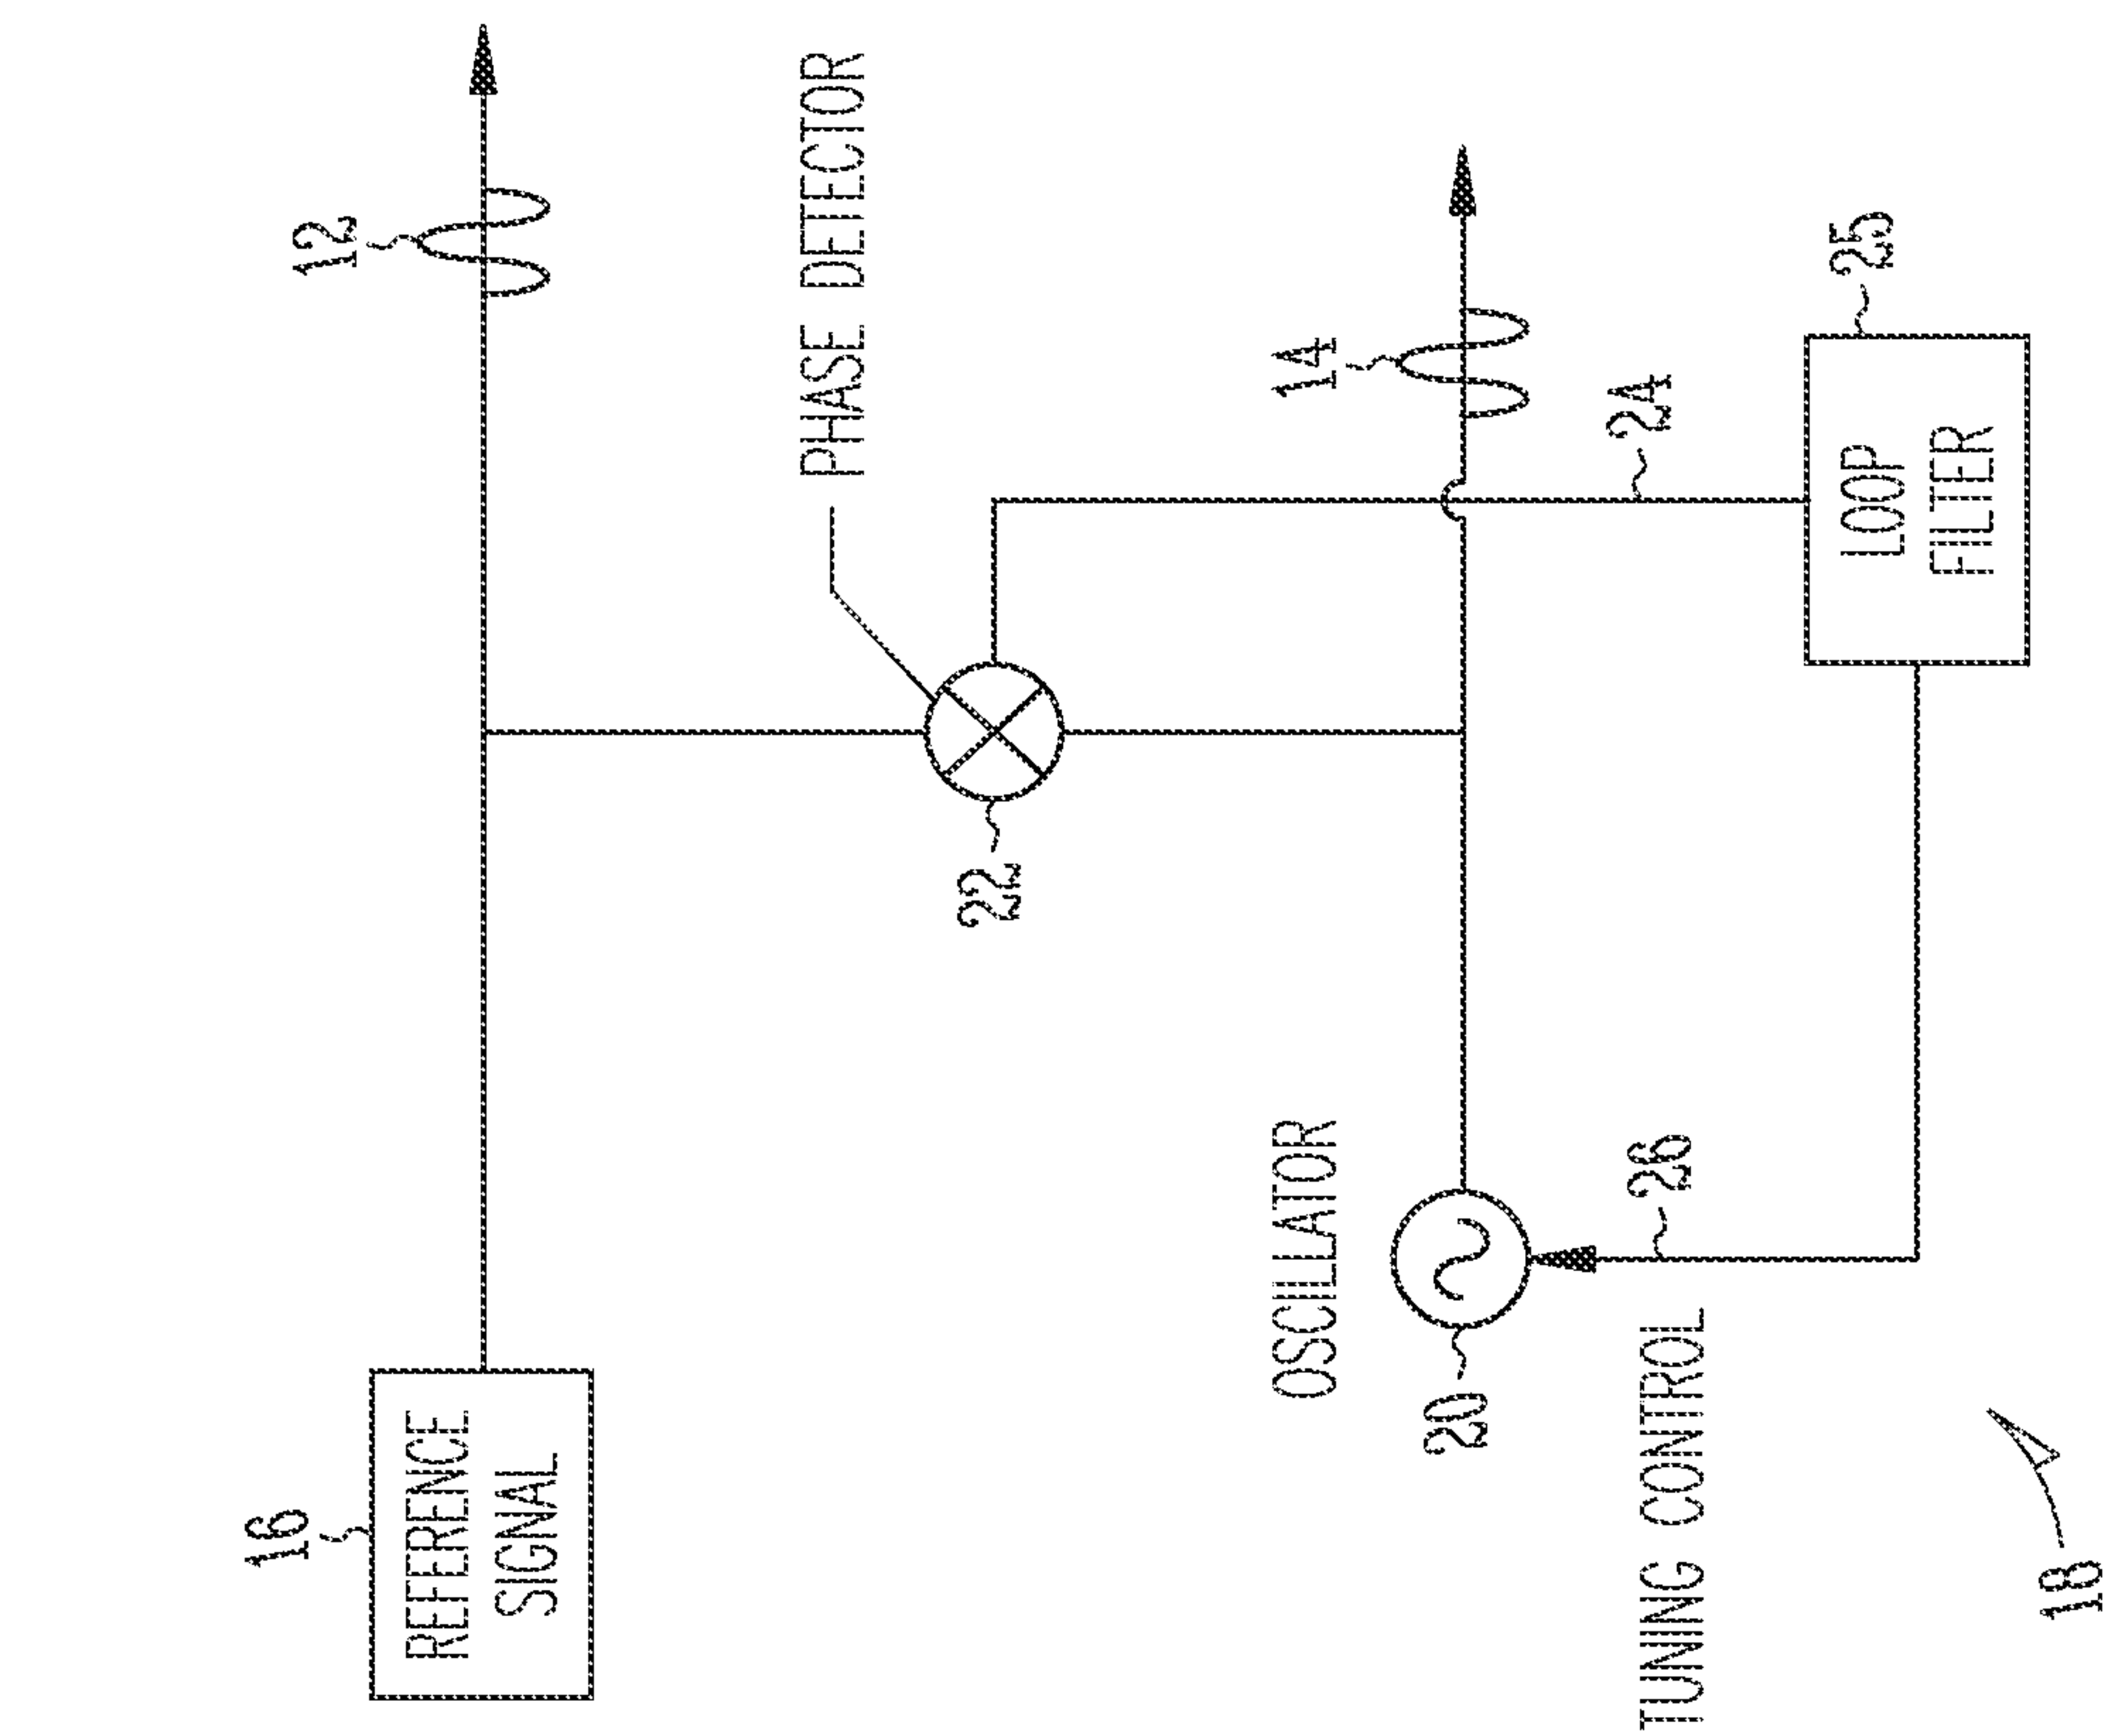 12
16
REFERENCE
SIGNAL
PHASE DETECTOR
22
14
OSCILLATOR
20
24
26
TUNING CONTROL
25
LOOP
FILTER
18